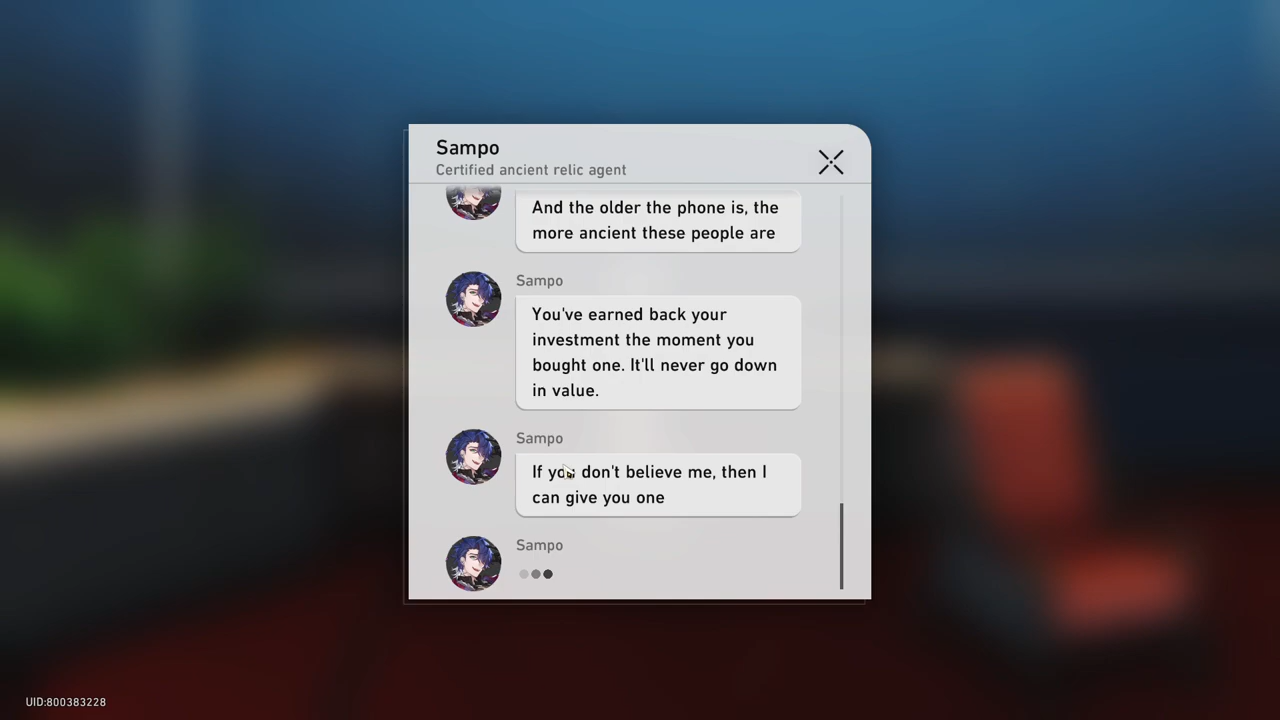 Sampo
Certified ancient relic agent
And the older the phone is, the
more ancient these people are
Sampo
You've earned back your
investment the moment you
bought one. It'll never go down
in value.
Sampo
If you don't believe me, then I
can give you one
Sampo
UID:800383228